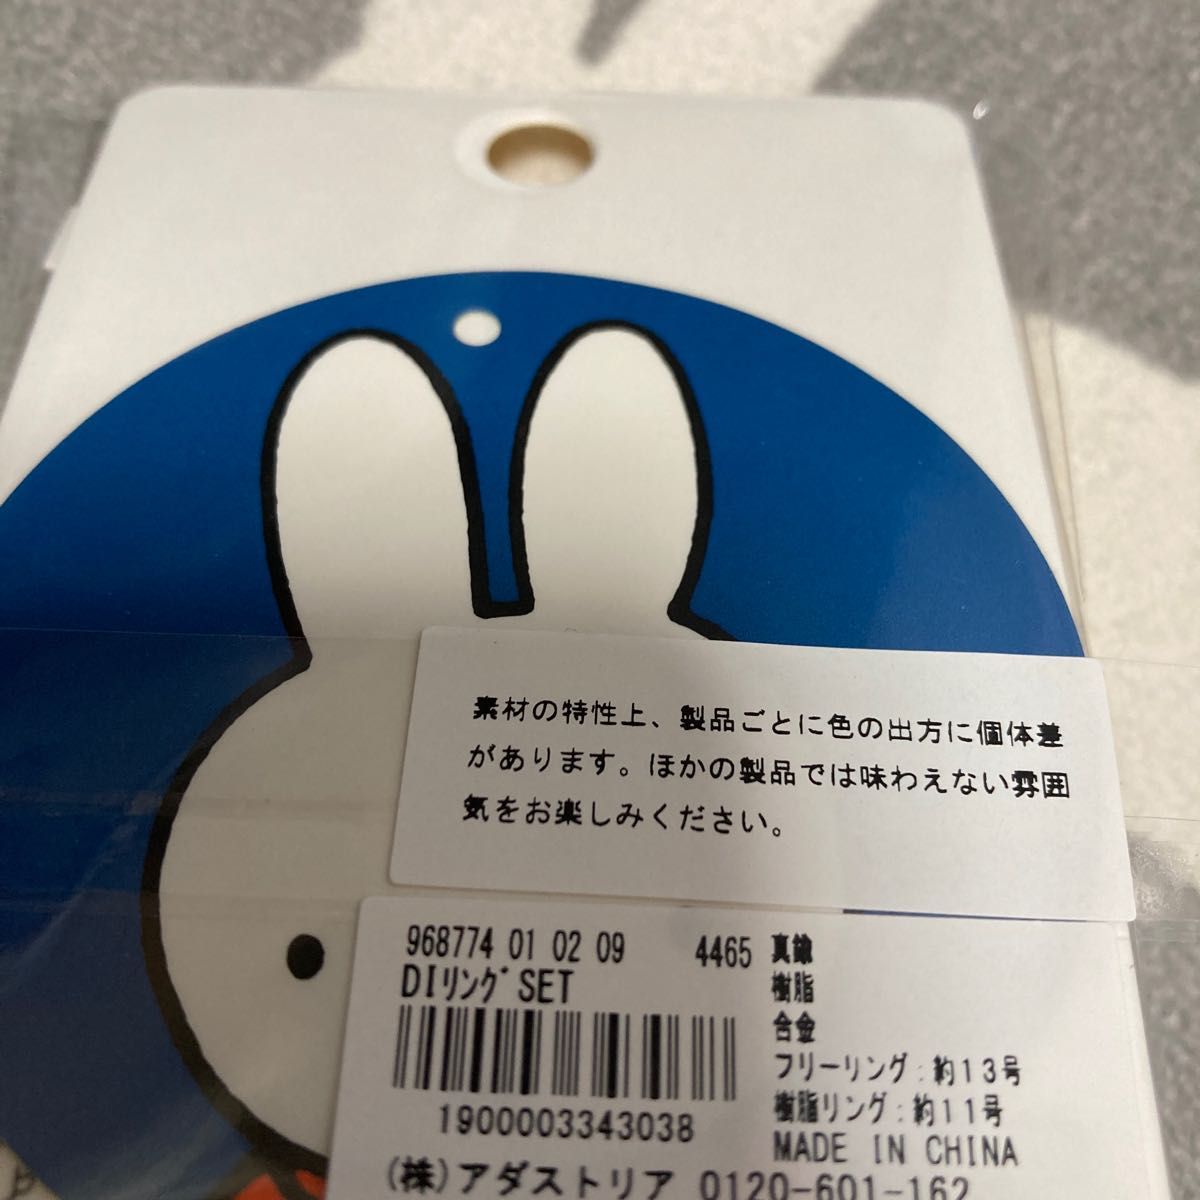 素材の特性上、製品ごとに色の出方に個体差
があります。ほかの製品では味わえない雰囲
気をお楽しみください。
968774 01 02 09 4465
DIリングSET
1900003343038
真鍮
樹脂
合金
フリーリング:約13号
樹脂リング:約11号
MADE IN CHINA
(株)アダストリア 0120-601-162